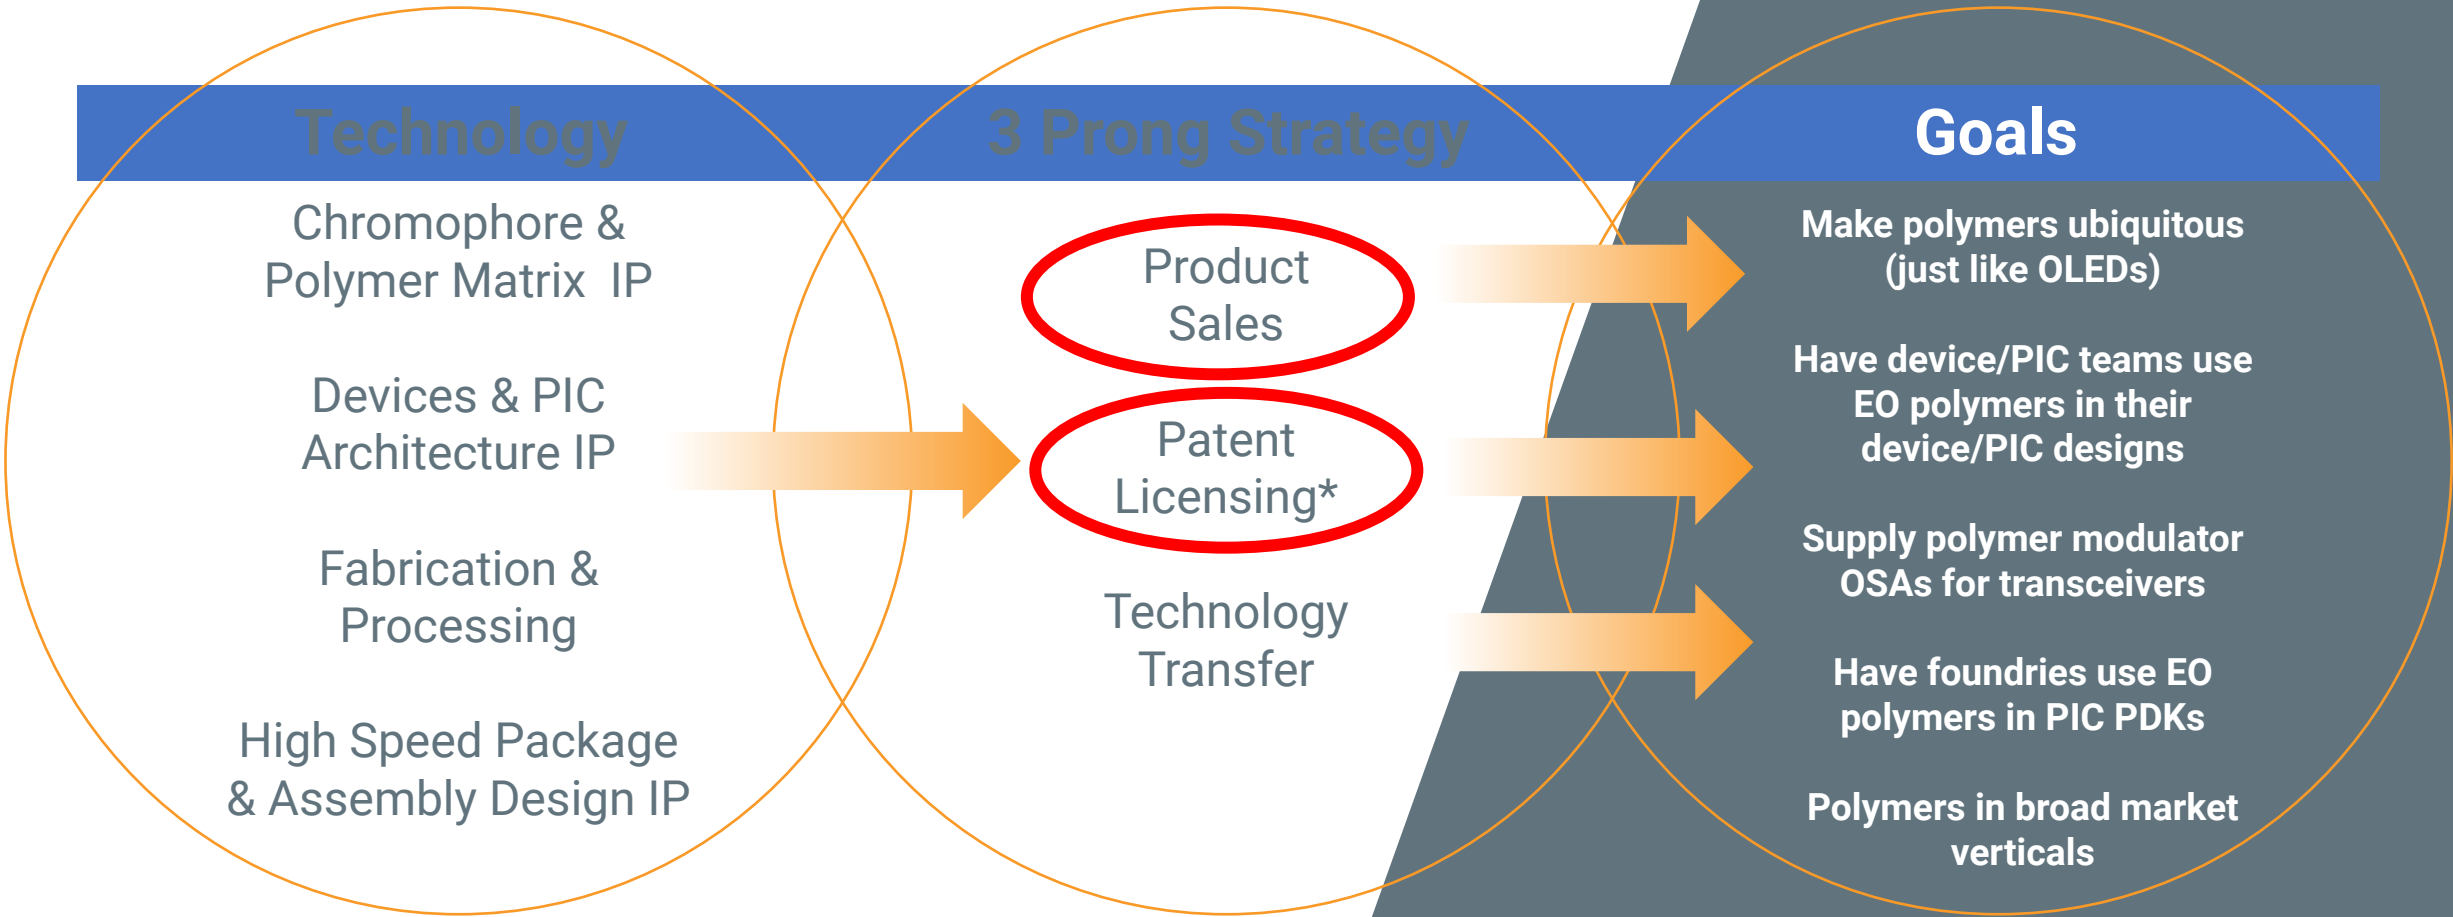 Technology
3 Prong Strategy
Goals
Chromophore &
Polymer Matrix IP
Devices & PIC
Architecture IP
Fabrication &
Processing
High Speed Package
& Assembly Design IP
Product
Sales
Patent
Licensing*
Technology
Transfer
Make polymers ubiquitous
(just like OLEDs)
Have device/PIC teams use
EO polymers in their
device/PIC designs
Supply polymer modulator
OSAs for transceivers
Have foundries use EO
polymers in PIC PDKs
Polymers in broad market
verticals